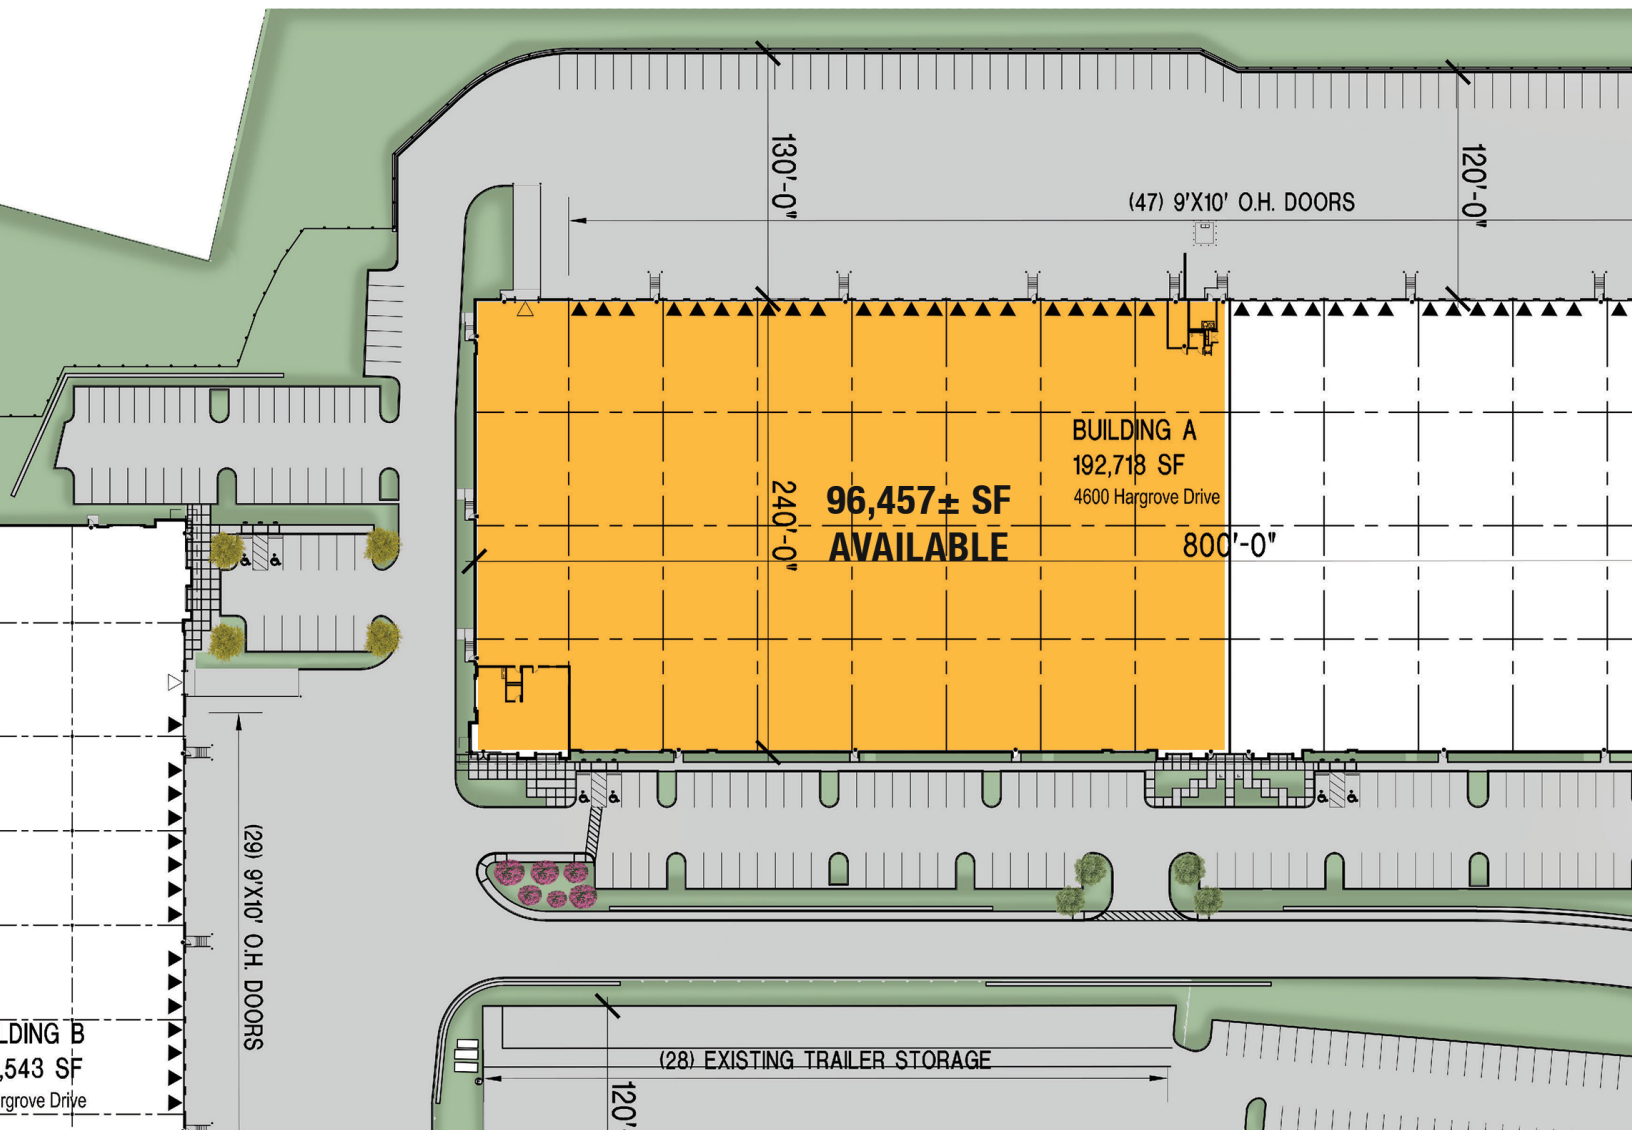 130'-0"
120'-0"
(47) 9'X10' O.H. DOORS
BUILDING A
192,718 SF
4600 Hargrove Drive
96,457± SF
AVAILABLE
240'-0"
800'-0"
(29) 9'X10' O.H. DOORS
LDING B
,543 SF
rgrove Drive
(28) EXISTING TRAILER STORAGE
120'